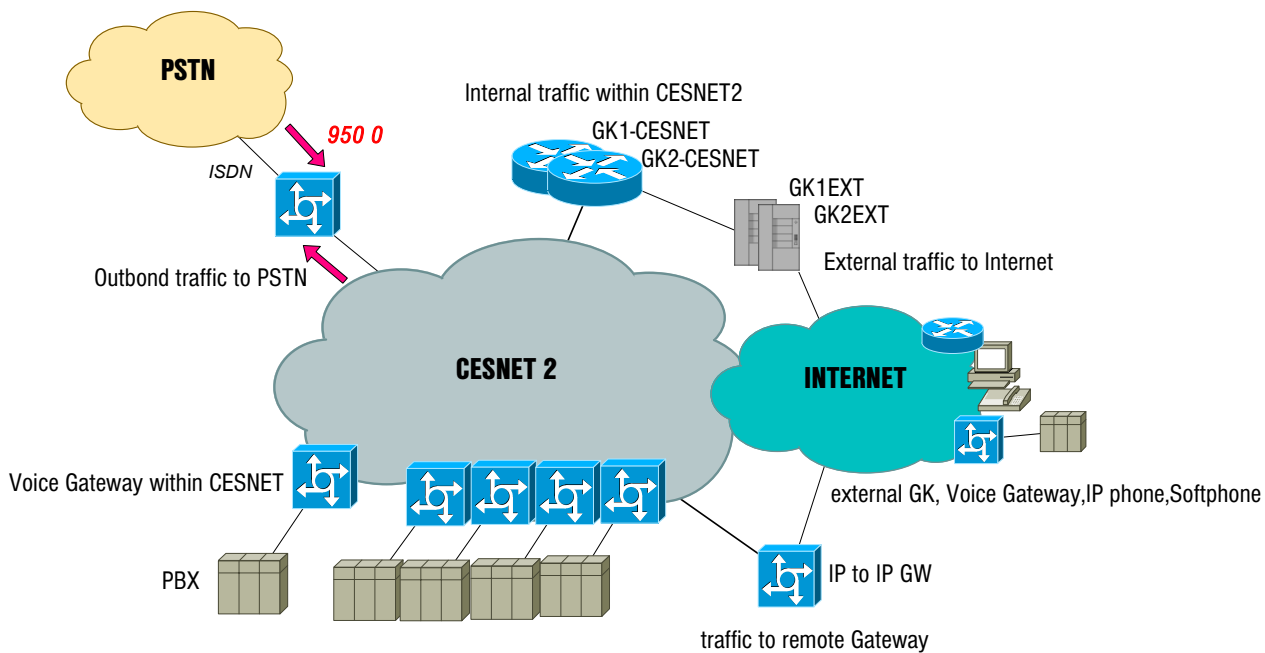 PSTN
950 0
ISDN
Internal traffic within CESNET2
GK1-CESNET
GK2-CESNET
GK1EXT
GK2EXT
External traffic to Internet
Outbond traffic to PSTN
CESNET 2
INTERNET
Voice Gateway within CESNET
external GK, Voice Gateway,IP phone,Softphone
PBX
IP to IP GW
traffic to remote Gateway